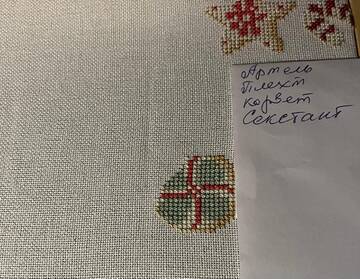 Артель
Плехт
корвет
Секстант